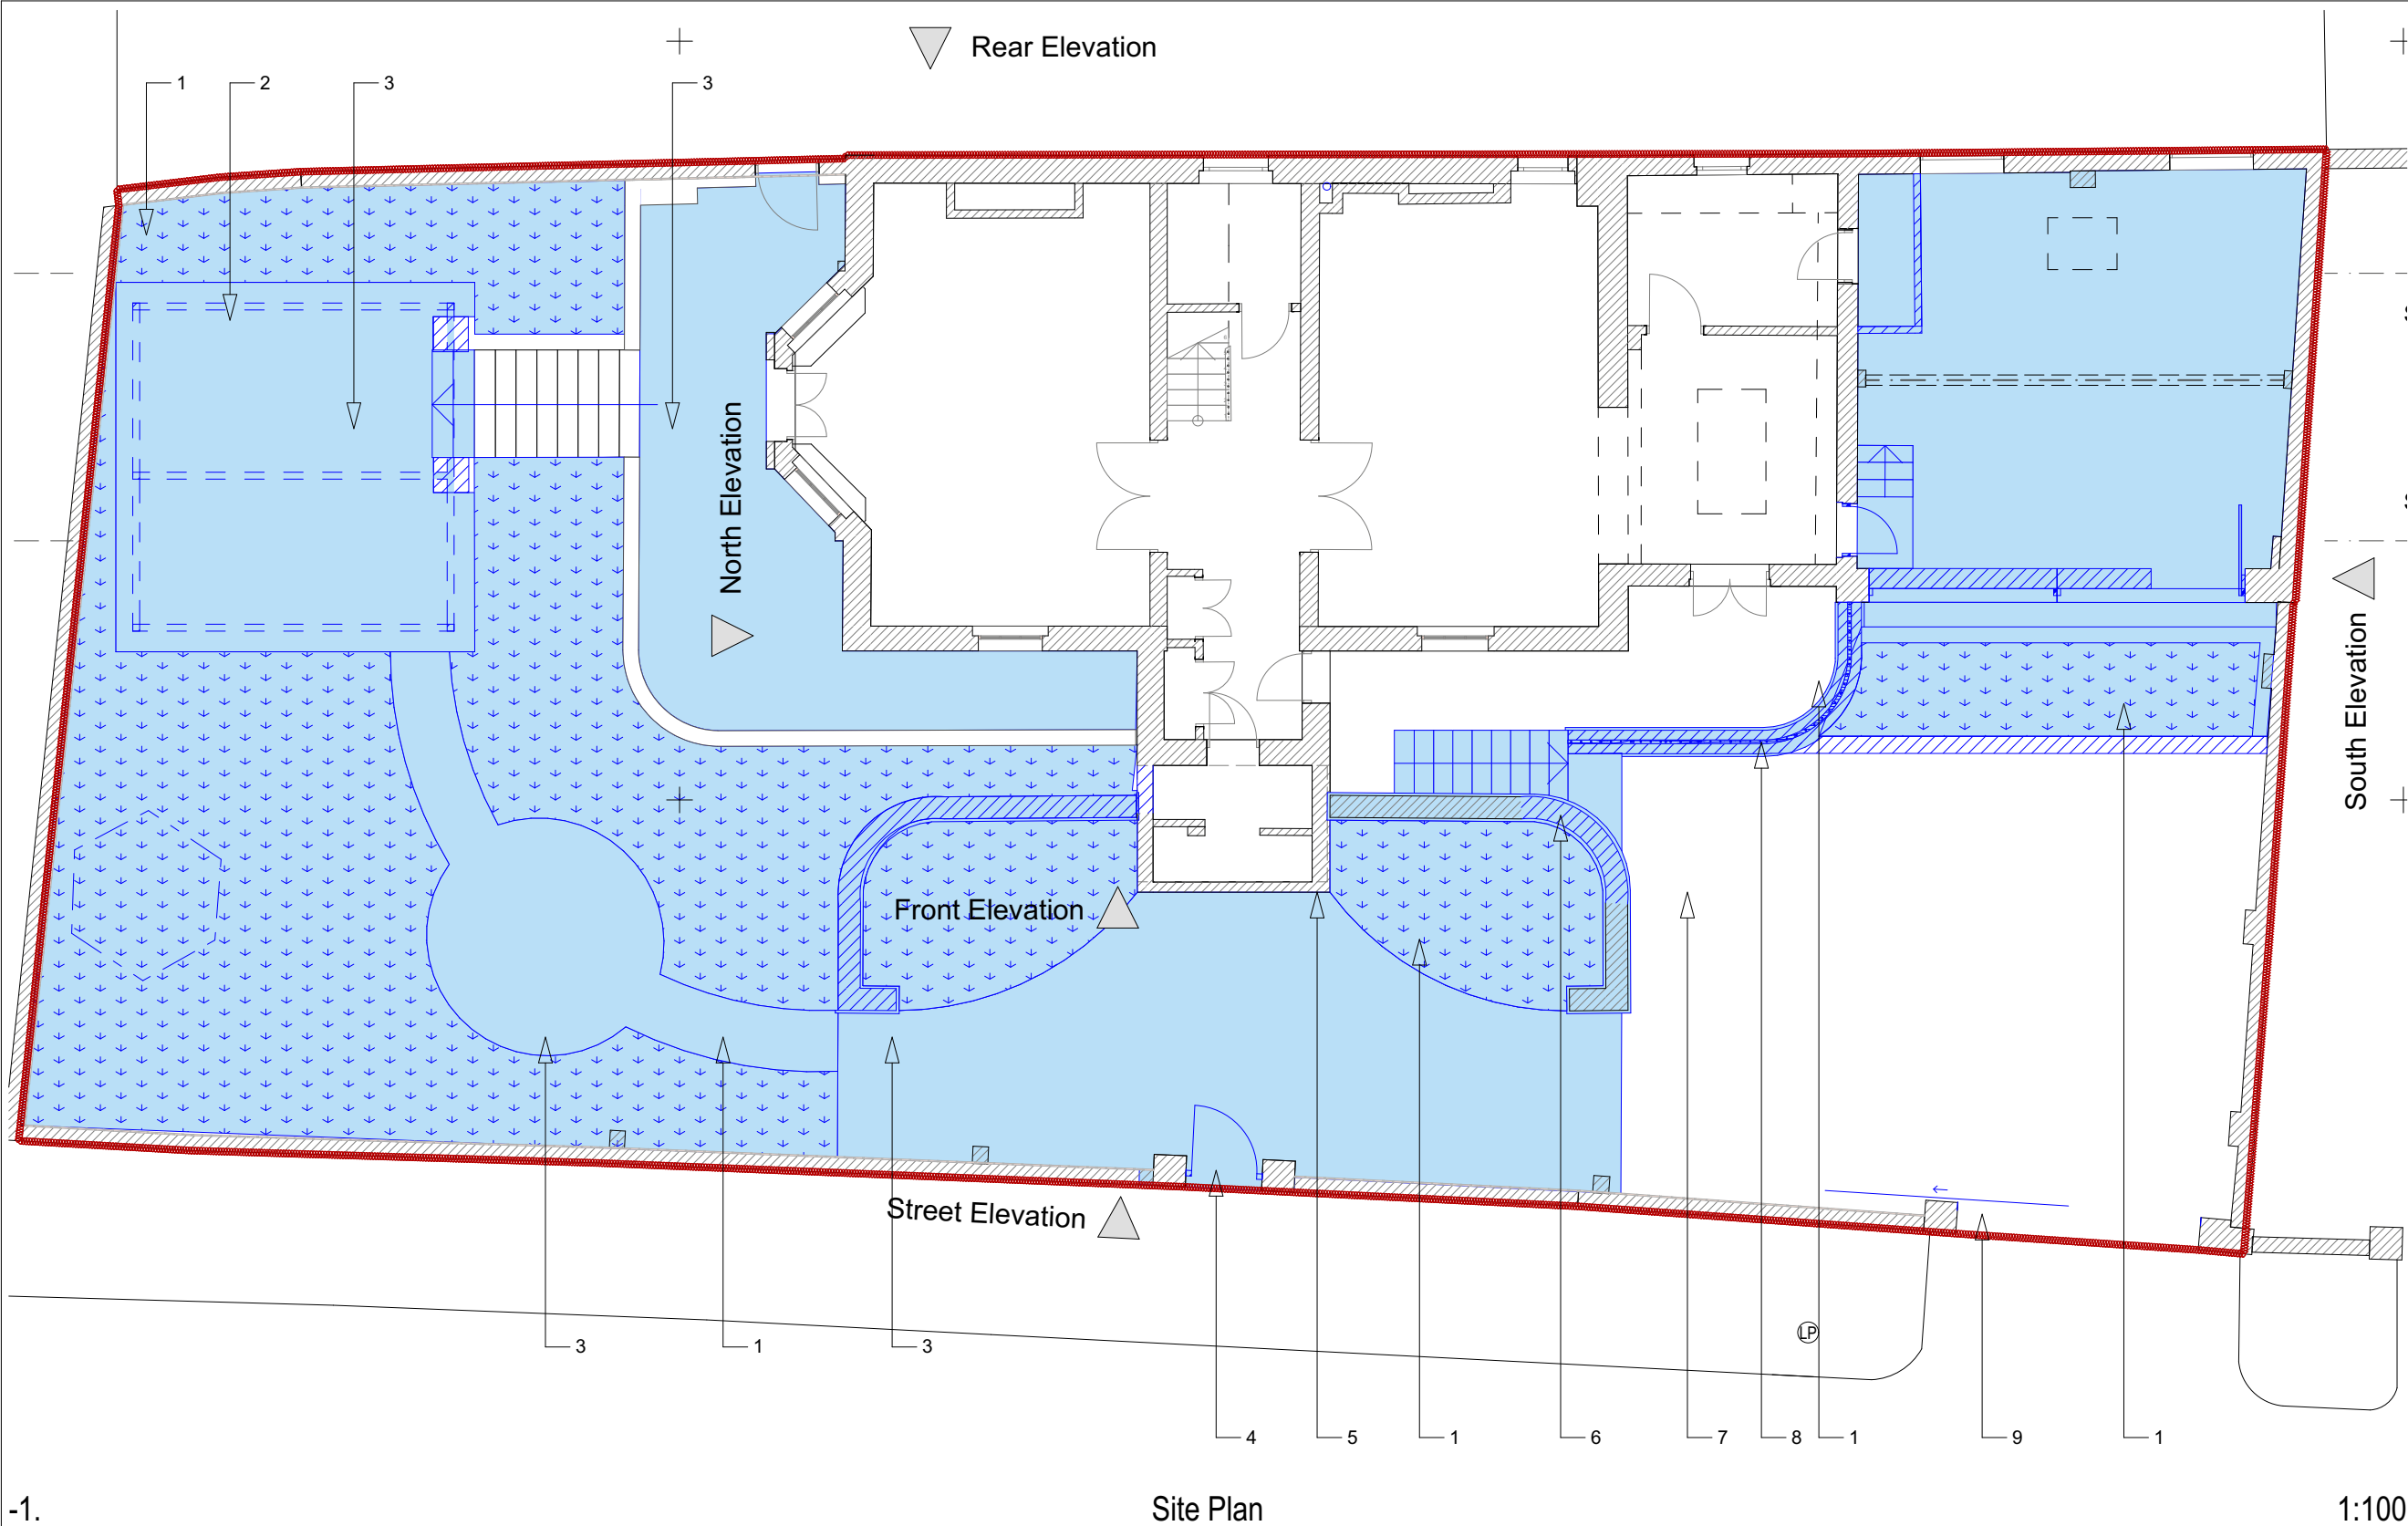 Rear Elevation
1
2
3
3
North Elevation
South Elevation
Front Elevation
Street Elevation
LP
3
1
3
4
5
1
6
7
8
1
9
1
-1.
Site Plan
1:100